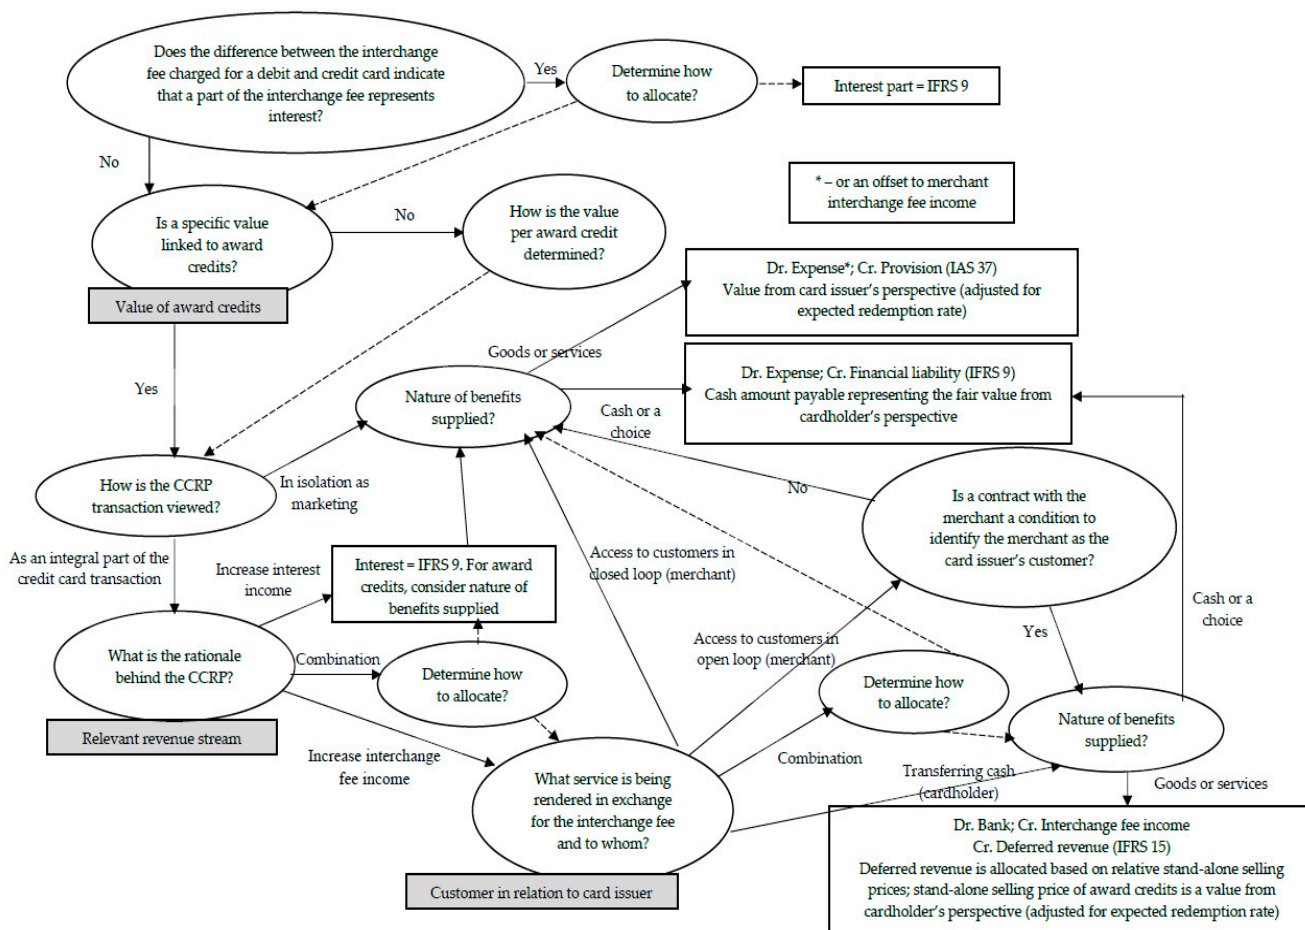 Does the difference between the interchange
fee charged for a debit and credit card indicate
that a part of the interchange fee represents
interest?
Yes
Determine how
to allocate?
Interest part = IFRS 9
No
* – or an offset to merchant
interchange fee income
Is a specific value
linked to award
credits?
No
How is the value
per award credit
determined?
Value of award credits
Dr. Expense*; Cr. Provision (IAS 37)
Value from card issuer's perspective (adjusted for
expected redemption rate)
Goods or services
Yes
Nature of benefits
supplied?
Dr. Expense; Cr. Financial liability (IFRS 9)
Cash amount payable representing the fair value from
cardholder's perspective
Cash or a
choice
How is the CCRP
transaction viewed?
In isolation as
marketing
No
Is a contract with the
merchant a condition to
identify the merchant as the
card issuer's customer?
As an integral part of the
credit card transaction
Increase interest
income
Interest = IFRS 9. For award
credits, consider nature of
benefits supplied
Access to customers in
closed loop (merchant)
Cash or a
choice
Yes
What is the rationale
behind the CCRP?
Combination
Determine how
to allocate?
Access to customers in
open loop (merchant)
Determine how
to allocate?
Nature of benefits
supplied?
Relevant revenue stream
Increase interchange
fee income
What service is being
rendered in exchange
for the interchange fee
and to whom?
Combination
Transferring cash
(cardholder)
Goods or services
Customer in relation to card issuer
Dr. Bank; Cr. Interchange fee income
Cr. Deferred revenue (IFRS 15)
Deferred revenue is allocated based on relative stand-alone selling
prices; stand-alone selling price of award credits is a value from
cardholder's perspective (adjusted for expected redemption rate)